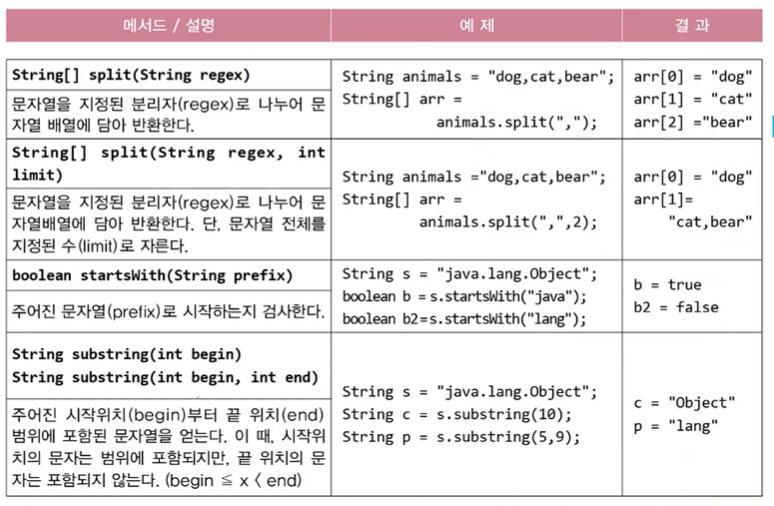 메서드 / 설명
예 제
결 과
String[] split(String regex)
문자열을 지정된 분리자(regex)로 나누어 문
자열 배열에 담아 반환한다.
String animals = "dog,cat,bear";
String[] arr =
animals.split(",");
arr[0] = "dog"
arr[1] = "cat"
arr[2] ="bear"
String[] split(String regex, int
limit)
문자열을 지정된 분리자(regex)로 나누어 문
자열배열에 담아 반환한다. 단, 문자열 전체를
지정된 수(limit)로 자른다.
String animals ="dog,cat,bear";
String[] arr =
animals.split(",",2);
arr[0] = "dog"
arr[1]=
"cat,bear"
boolean startsWith(String prefix)
주어진 문자열(prefix)로 시작하는지 검사한다.
String s = "java.lang.Object";
boolean b =s.startsWith("java");
boolean b2=s.startsWith("lang");
b = true
b2 = false
String substring(int begin)
String substring(int begin, int end)
주어진 시작위치(begin)부터 끝 위치(end)
범위에 포함된 문자열을 얻는다. 이 때, 시작위
치의 문자는 범위에 포함되지만, 끝 위치의 문
자는 포함되지 않는다. (begin ≦ x < end)
String s = "java.lang.Object";
String c = s.substring(10);
String p = s.substring(5,9);
c = "Object"
p = "lang"